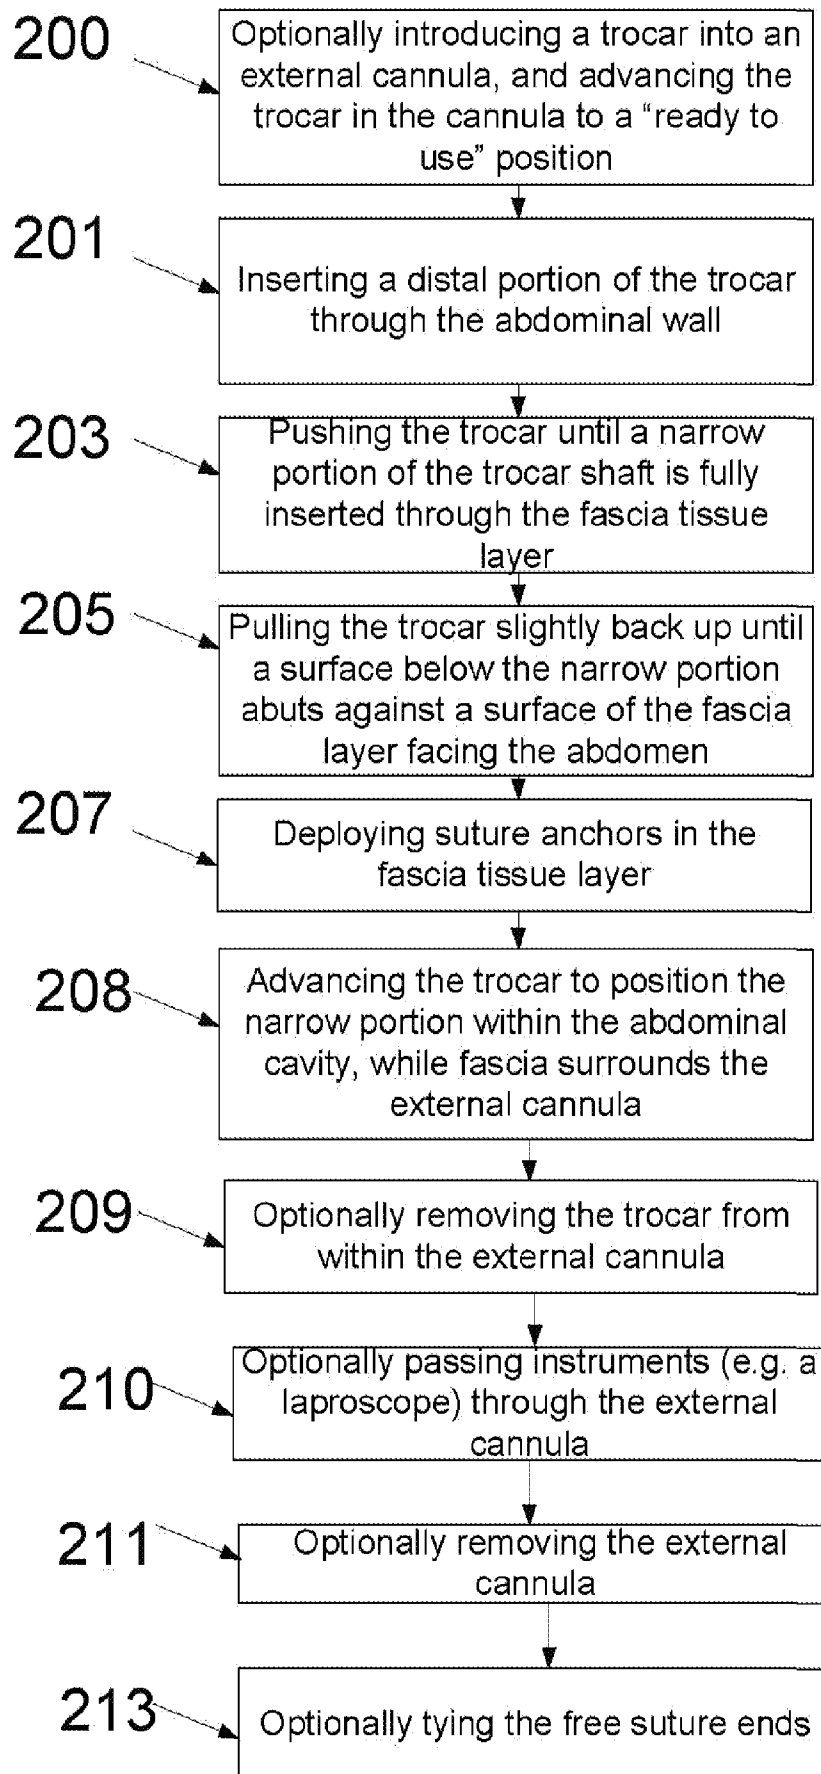 200
Optionally introducing a trocar into an
external cannula, and advancing the
trocar in the cannula to a “ready to
use” position
201
Inserting a distal portion of the trocar
through the abdominal wall
203
Pushing the trocar until a narrow
portion of the trocar shaft is fully
inserted through the fascia tissue
layer
205
Pulling the trocar slightly back up until
a surface below the narrow portion
abuts against a surface of the fascia
layer facing the abdomen
207
Deploying suture anchors in the
fascia tissue layer
208
Advancing the trocar to position the
narrow portion within the abdominal
cavity, while fascia surrounds the
external cannula
209
Optionally removing the trocar from
within the external cannula
210
Optionally passing instruments (e.g. a
laproscope) through the external
cannula
211
Optionally removing the external
cannula
213
Optionally tying the free suture ends